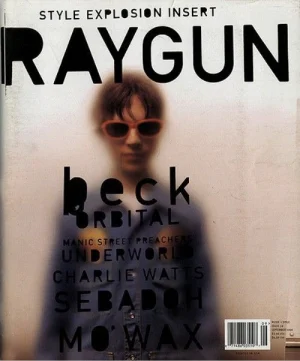 STYLE EXPLOSION INSERT
RAYGUN
beck
ORBITAL
MANIC STREET PREACHERS
UNDERWORLD
CHARLIE WATTS
SEBADOH
MO' WAX